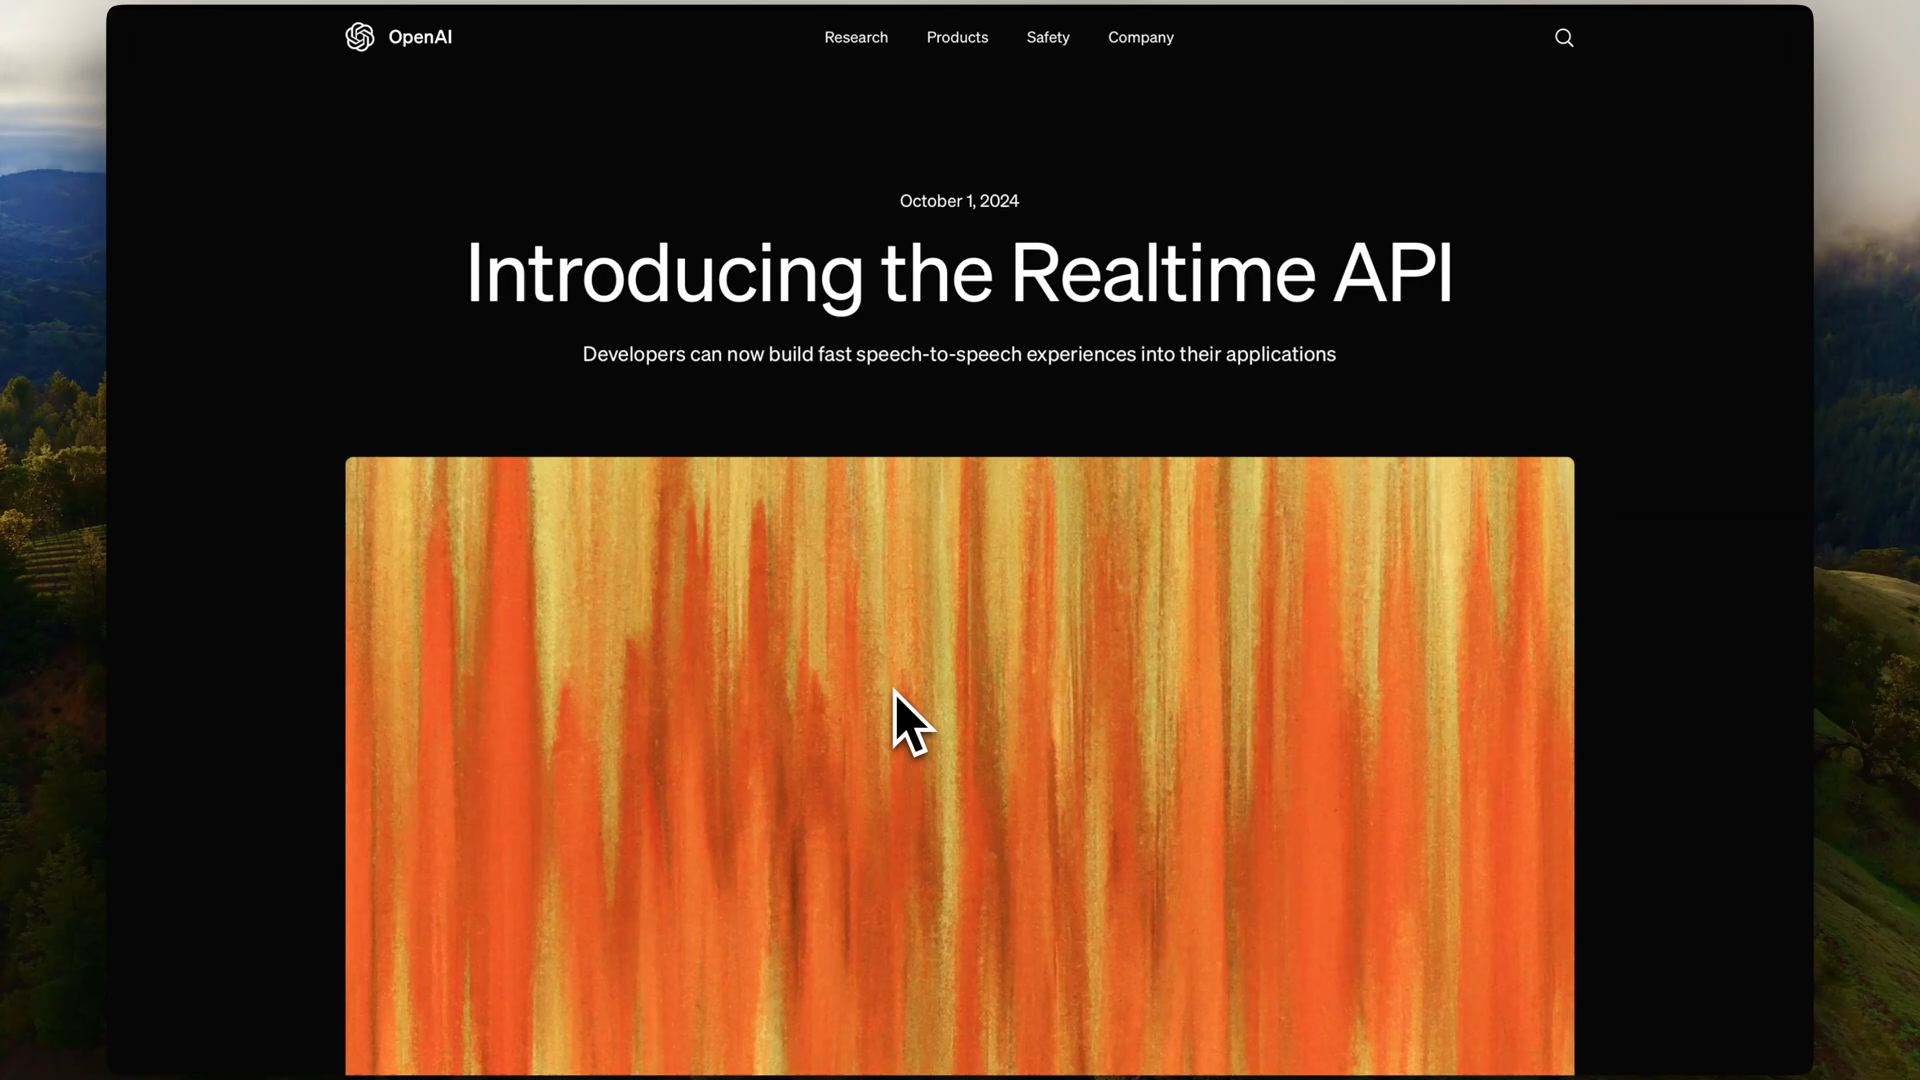 OpenAI
Research Products Safety Company
October 1, 2024
Introducing the Realtime API
Developers can now build fast speech-to-speech experiences into their applications